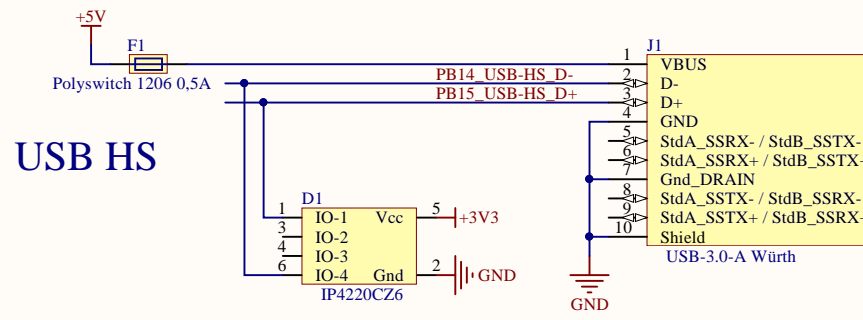 +5V
F1
Polyswitch 1206 0,5A
PB14_USB-HS_D-
PB15_USB-HS_D+
J1
1 VBUS
2 D-
3 D+
4 GND
5 StdA_SSRX- / StdB_SSTX-
6 StdA_SSRX+ / StdB_SSTX+
7 Gnd_DRAIN
8 StdA_SSTX- / StdB_SSRX-
9 StdA_SSTX+ / StdB_SSRX+
10 Shield
USB-3.0-A Würth
GND
USB HS
D1
1 IO-1 Vcc 5 +3V3
3 IO-2
4 IO-3
6 IO-4 Gnd 2 GND
IP4220CZ6